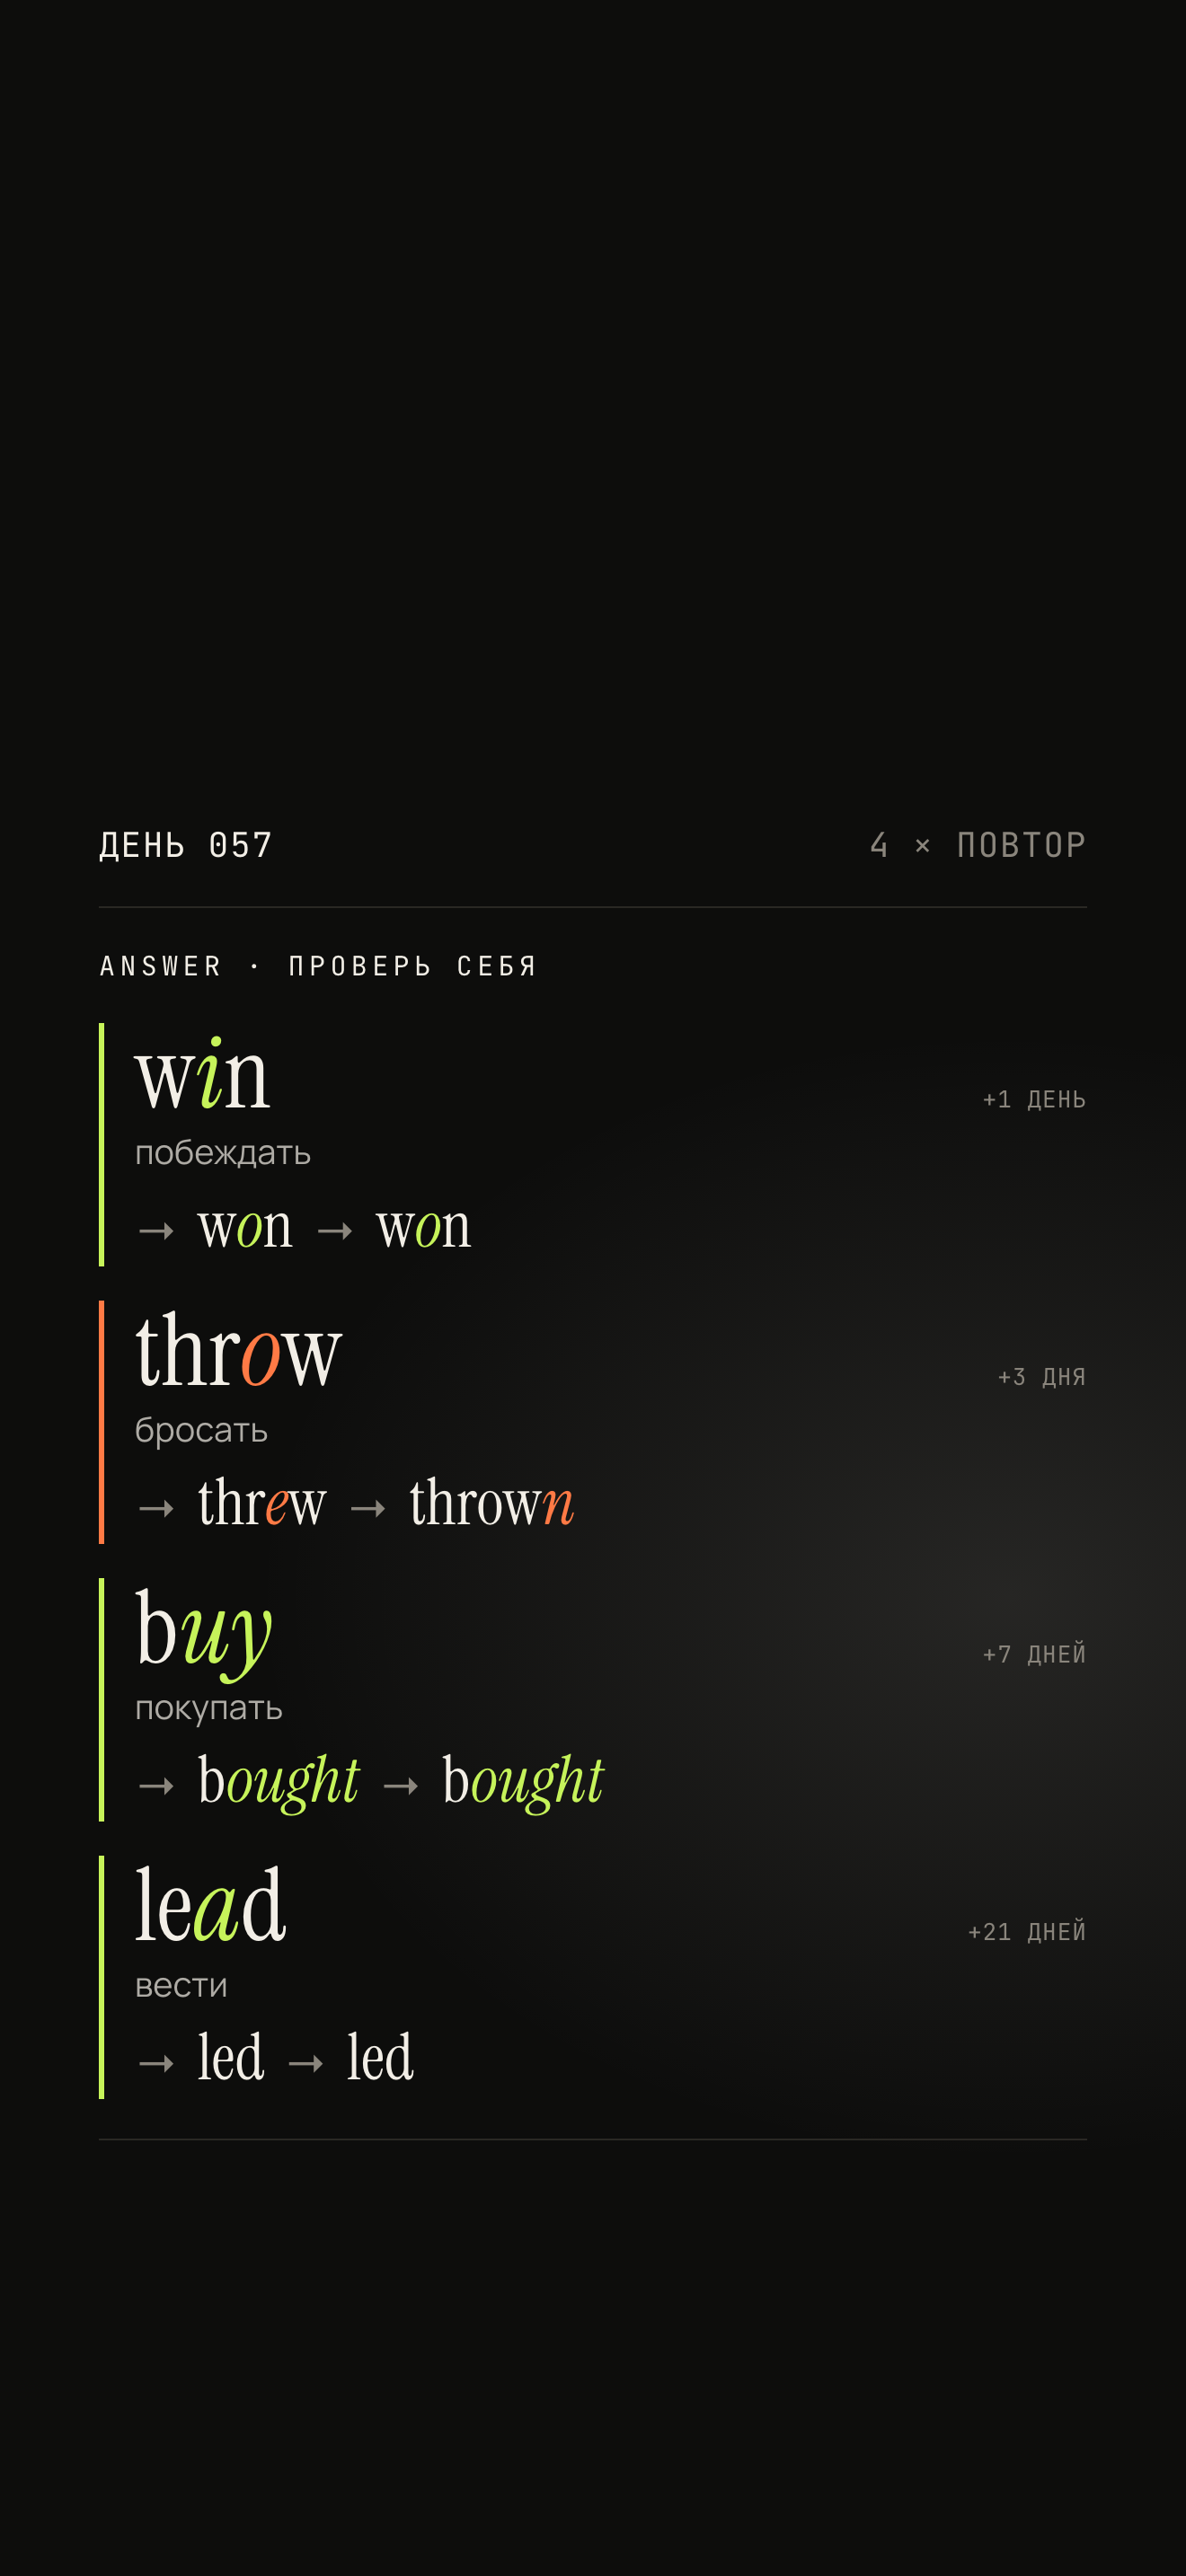 ДЕНЬ 057
4 × ПОВТОР
ANSWER · ПРОВЕРЬ СЕБЯ
win
+1 ДЕНЬ
побеждать
→ won → won
throw
+3 ДНЯ
бросать
→ threw → thrown
buy
+7 ДНЕЙ
покупать
→ bought → bought
lead
+21 ДНЕЙ
вести
→ led → led